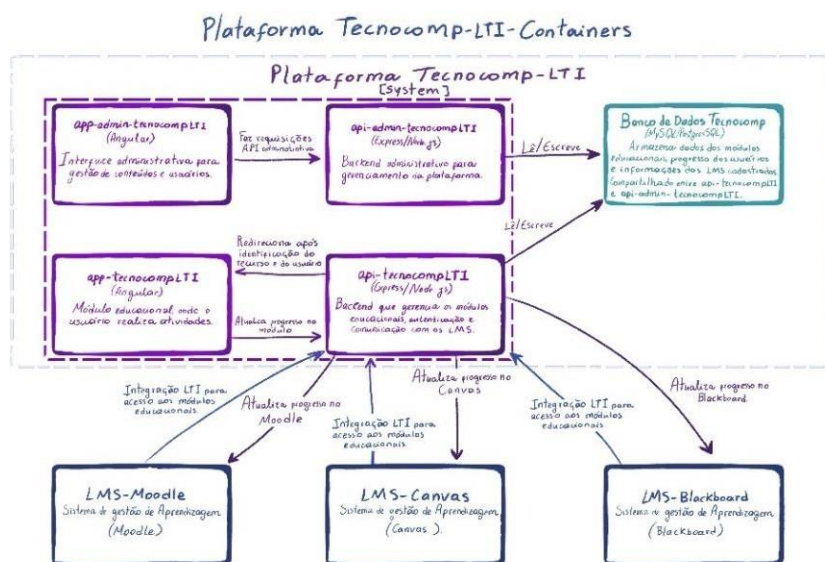 Plataforma Tecnocomp-LTI-Containers
Plataforma Tecnocomp-LTI
[System]
app-admin-tecnocompLTI
(Angular)
Interface administrativa para
gestão de conteúdos e usuários.
Faz requisições
API administrativa
api-admin-tecnocompLTI
(Express/Node.js)
Backend administrativo para
gerenciamento na plataforma.
Lê/Escreve
Banco de Dados Tecnocomp
(MySQL/PostgreSQL)
Armazena dados dos módulos
educacionais, progresso dos usuários
e informações dos LMS cadastrados
Compartilhado entre api-tecnocompLTI
e api-admin-tecnocompLTI.
Lê/Escreve
Redireciona após
identificação do
recurso e do usuário
app-tecnocompLTI
(Angular)
Módulo educacional, onde o
usuário realiza atividades.
Atualiza progresso no
módulo
api-tecnocompLTI
(Express/Node.js)
Backend que gerencia os módulos
educacionais, autenticação e
comunicação com os LMS.
Integração LTI para
acesso aos módulos
educacionais.
Atualiza progresso no
Moodle
Integração LTI para
acesso aos módulos
educacionais.
Atualiza progresso no
Canvas
Integração LTI para
acesso aos módulos
educacionais.
Atualiza progresso no
Blackboard
LMS-Moodle
Sistema de gestão de Aprendizagem
(Moodle)
LMS-Canvas
Sistema de gestão de Aprendizagem
(Canvas).
LMS-Blackboard
Sistema de gestão de Aprendizagem
(Blackboard)